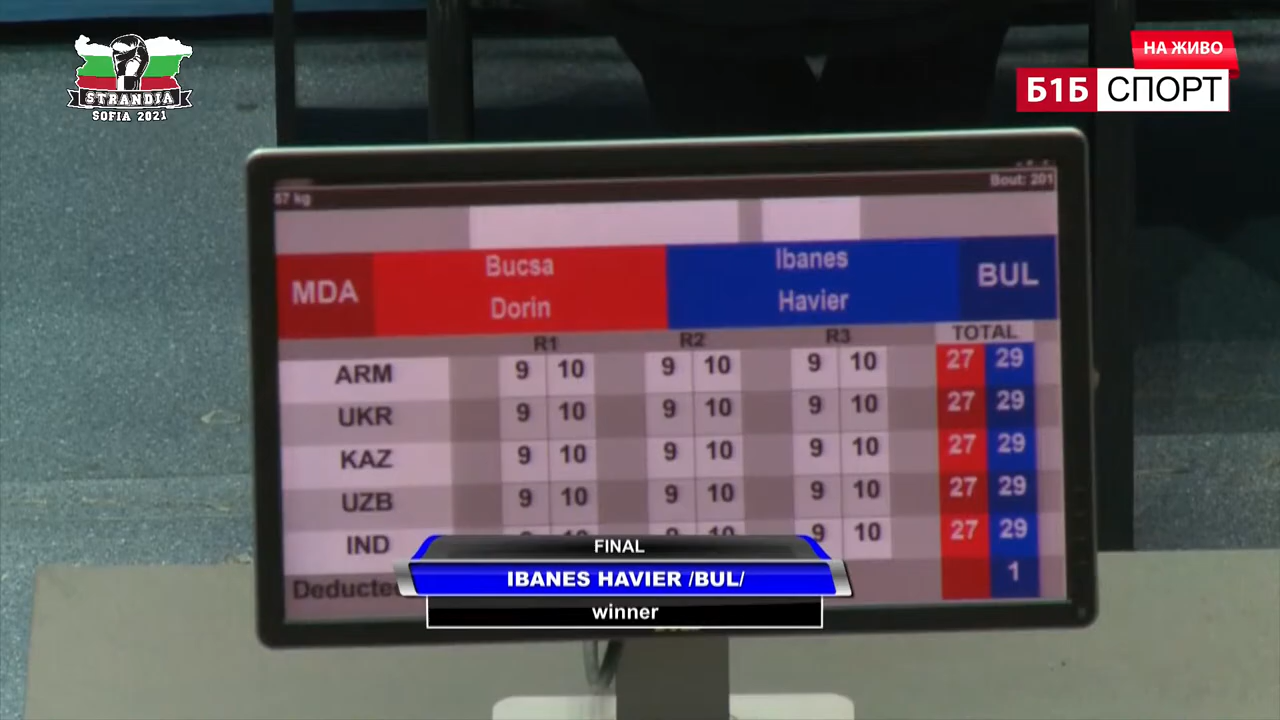 STRANDIA
SOFIA 2021
НА ЖИВО
Б1Б СПОРТ
57 kg
Bout: 201
MDA Bucsa Dorin Ibanes Havier BUL
R1 R2 R3 TOTAL
ARM 9 10 9 10 9 10 27 29
UKR 9 10 9 10 9 10 27 29
KAZ 9 10 9 10 9 10 27 29
UZB 9 10 9 10 9 10 27 29
IND 9 10 27 29
1
FINAL
IBANES HAVIER /BUL/
winner